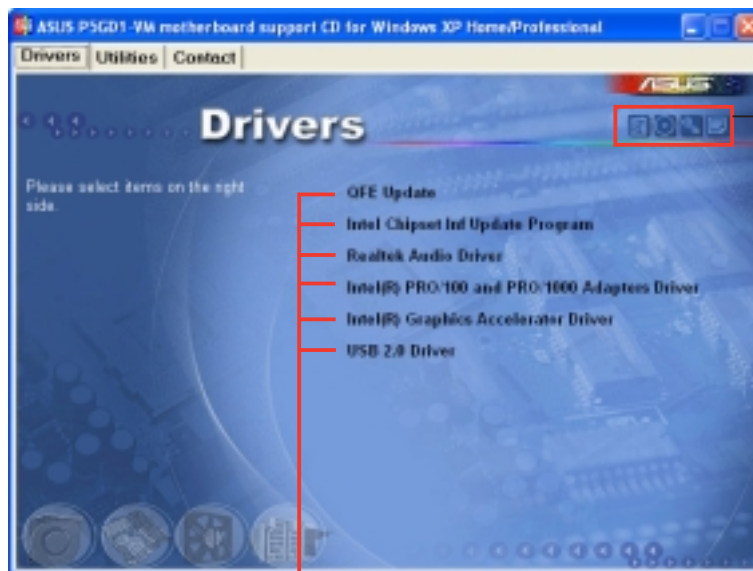 ASUS P5GD1-VM motherboard support CD for Windows XP Home/Professional
Drivers Utilities Contact
ASUS
Drivers
Please select items on the right
side.
QFE Update
Intel Chipset Inf Update Program
Realtek Audio Driver
Intel(R) PRO/100 and PRO/1000 Adapters Driver
Intel(R) Graphics Accelerator Driver
USB 2.0 Driver